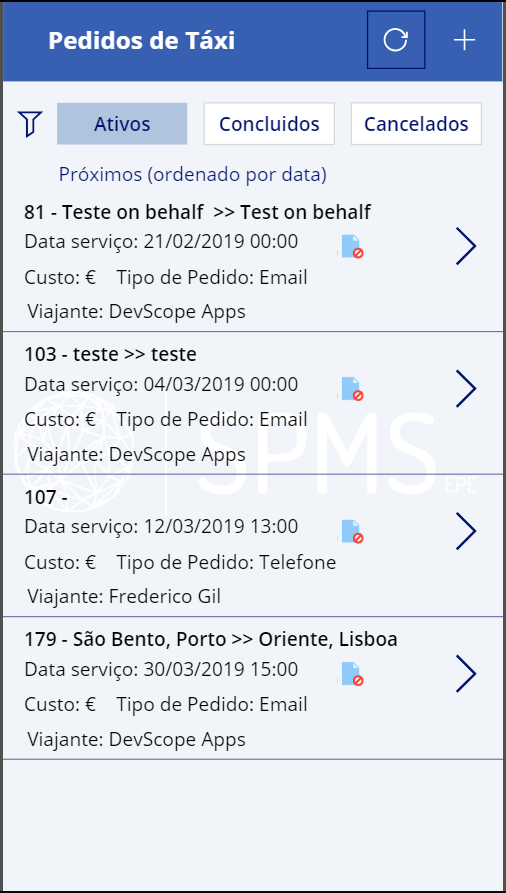 Pedidos de Táxi
Ativos Concluidos Cancelados
Próximos (ordenado por data)
81 - Teste on behalf >> Test on behalf
Data serviço: 21/02/2019 00:00
Custo: € Tipo de Pedido: Email
Viajante: DevScope Apps
103 - teste >> teste
Data serviço: 04/03/2019 00:00
Custo: € Tipo de Pedido: Email
Viajante: DevScope Apps
SPMS EPE
107 -
Data serviço: 12/03/2019 13:00
Custo: € Tipo de Pedido: Telefone
Viajante: Frederico Gil
179 - São Bento, Porto >> Oriente, Lisboa
Data serviço: 30/03/2019 15:00
Custo: € Tipo de Pedido: Email
Viajante: DevScope Apps